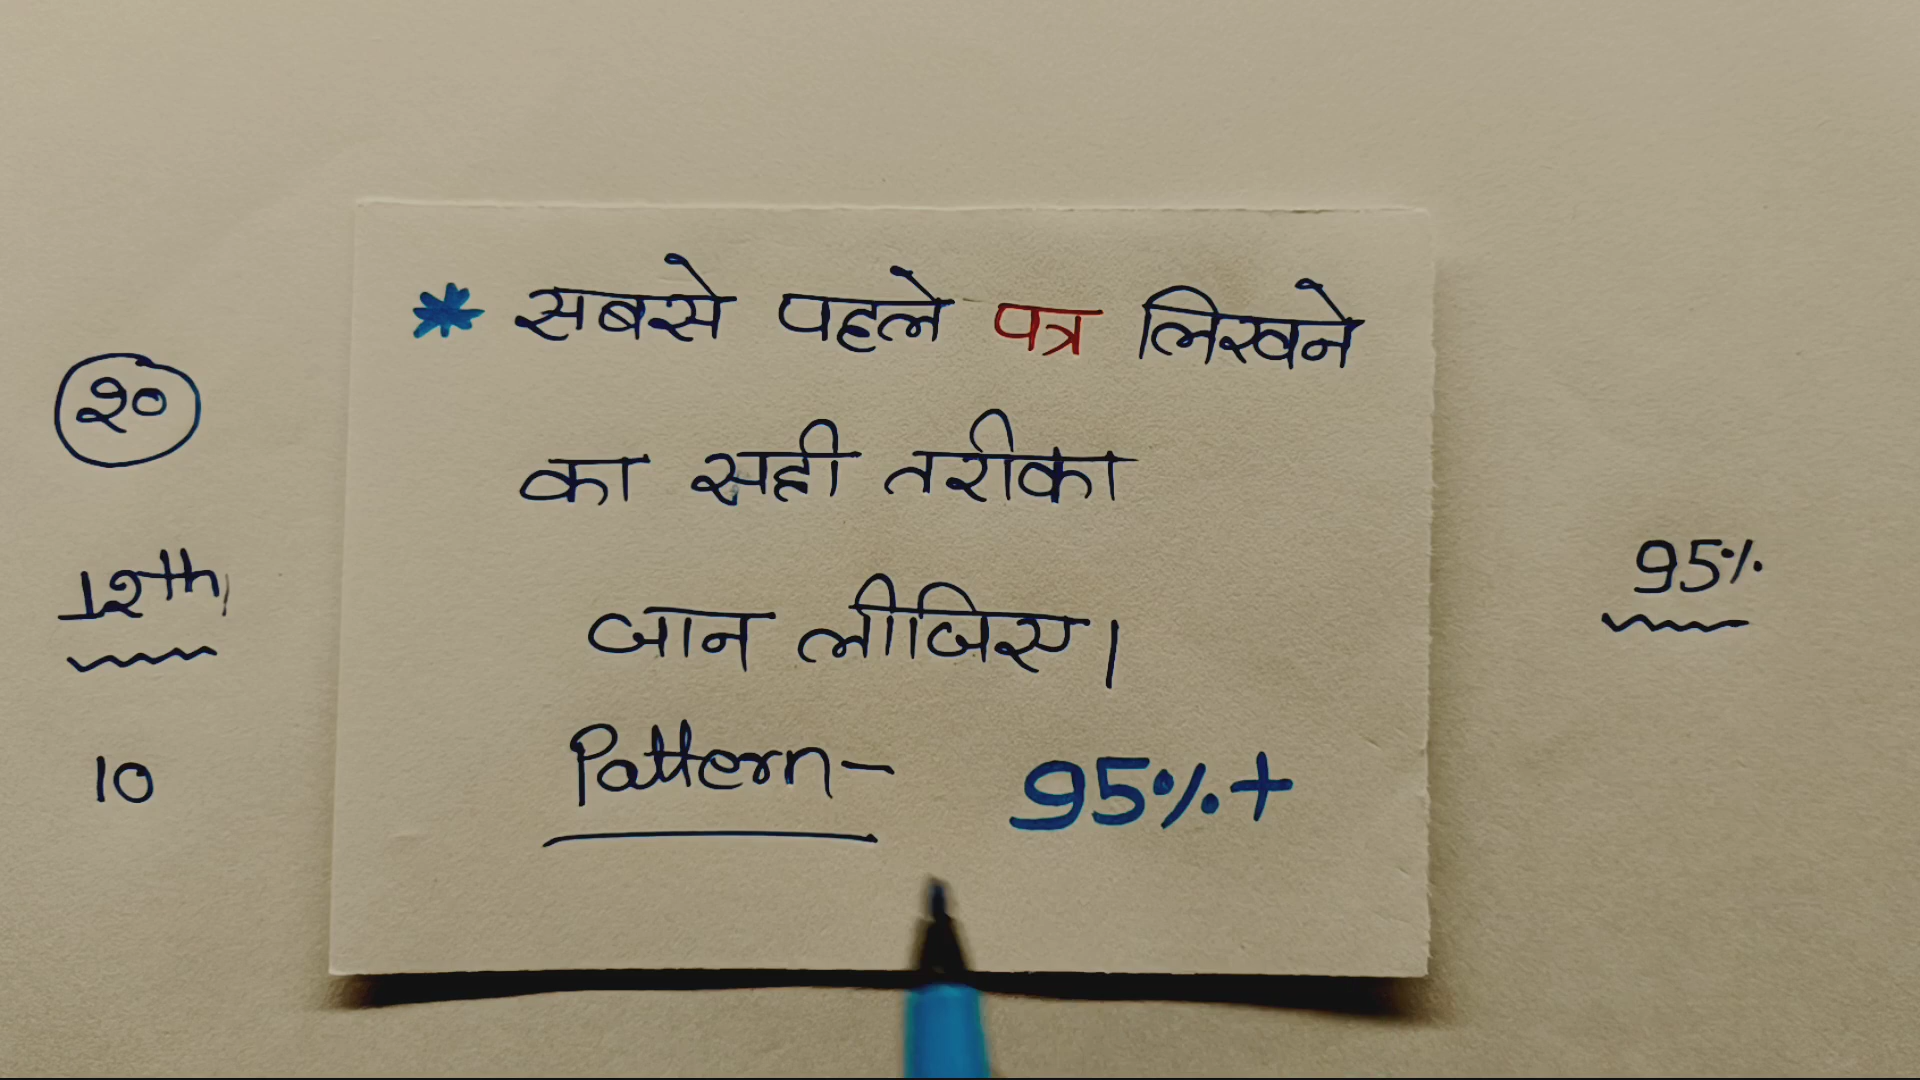 * सबसे पहले पत्र लिखने
का सही तरीका
जान लीजिए।
Pattern- 95%+
२०
12th
10
95%